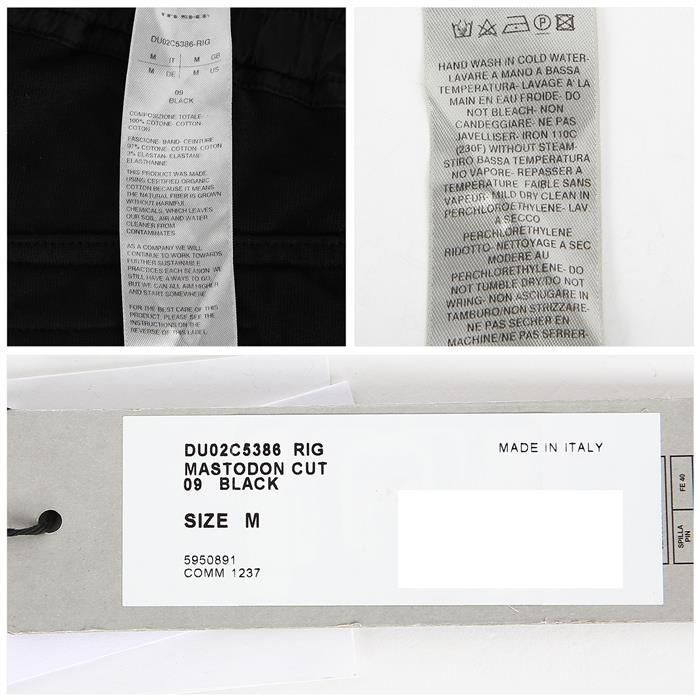 DU02C5386-RIG
M IT M GB
M DE M US
09
BLACK
COMPOSIZIONE TOTALE-
100% COTONE- COTTON
COTON
FASCIONE- BAND- CEINTURE
97% COTONE- COTTON- COTON
3% ELASTAN- ELASTANE-
ELASTHANNE
THIS PRODUCT WAS MADE
USING CERTIFIED ORGANIC
COTTON BECAUSE IT MEANS
THE NATURAL FIBER IS GROWN
WITHOUT HARMFUL
CHEMICALS, WHICH LEAVES
OUR SOIL, AIR AND WATER
CLEANER FROM
CONTAMINATES
AS A COMPANY WE WILL
CONTINUE TO WORK TOWARDS
FURTHER SUSTAINABLE
PRACTICES EACH SEASON. WE
STILL HAVE A WAYS TO GO,
BUT WE CAN ALL AIM HIGHER
AND START SOMEWHERE
FOR THE BEST CARE OF THIS
PRODUCT, PLEASE SEE THE
INSTRUCTIONS ON THE
REVERSE OF THIS LABEL
HAND WASH IN COLD WATER-
LAVARE A MANO A BASSA
TEMPERATURA- LAVAGE A' LA
MAIN EN EAU FROIDE- DO
NOT BLEACH- NON
CANDEGGIARE- NE PAS
JAVELLISER- IRON 110C
(230F) WITHOUT STEAM-
STIRO BASSA TEMPERATURA
NO VAPORE- REPASSER A
TEMPERATURE FAIBLE SANS
VAPEUR- MILD DRY CLEAN IN
PERCHLOROETHYLENE- LAV
A SECCO
PERCHLORETHYLENE
RIDOTTO- NETTOYAGE A SEC
MODERE AU
PERCHLORETHYLENE- DO
NOT TUMBLE DRY/DO NOT
WRING- NON ASCIUGARE IN
TAMBURO/NON STRIZZARE-
NE PAS SECHER EN
MACHINE/NE PAS SERRER-
DU02C5386 RIG
MASTODON CUT
09 BLACK
SIZE M
5950891
COMM 1237
MADE IN ITALY
FE 40
SPILLA
PIN